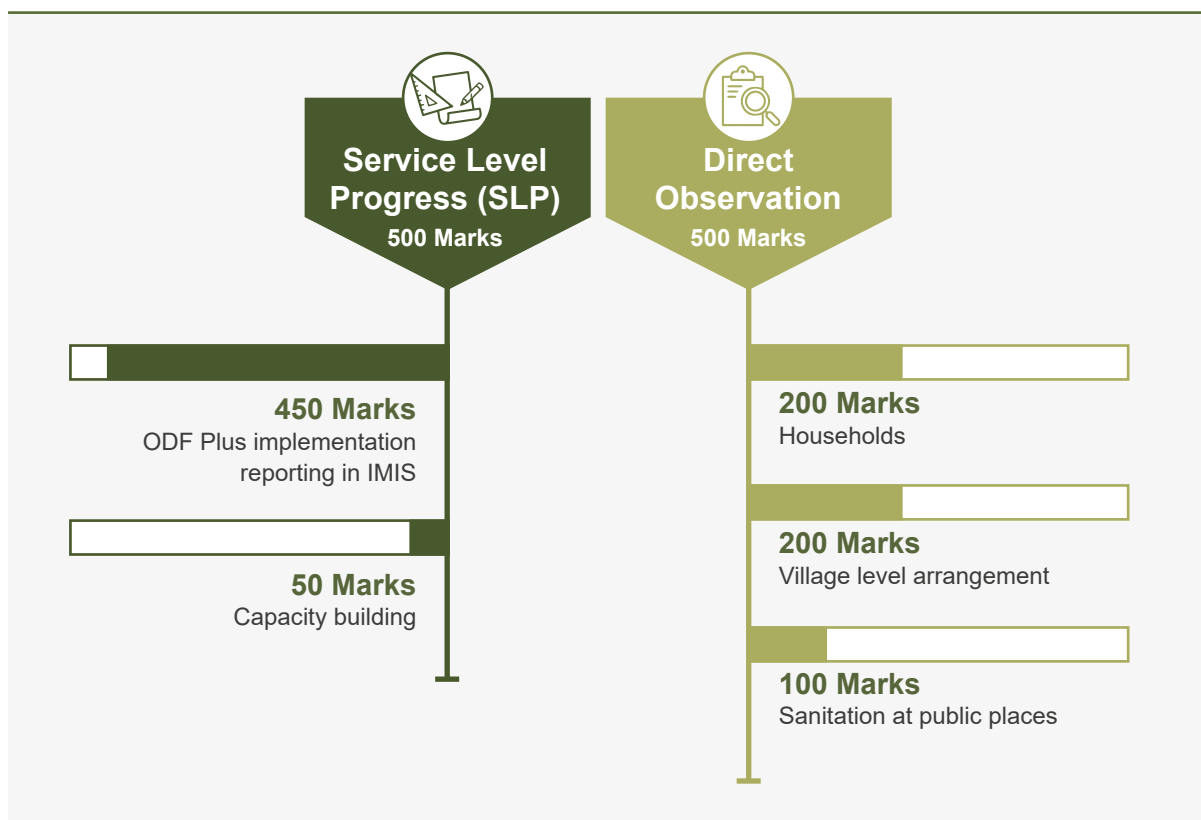 Service Level
Progress (SLP)
500 Marks
450 Marks
ODF Plus implementation
reporting in IMIS
50 Marks
Capacity building
Direct
Observation
500 Marks
200 Marks
Households
200 Marks
Village level arrangement
100 Marks
Sanitation at public places